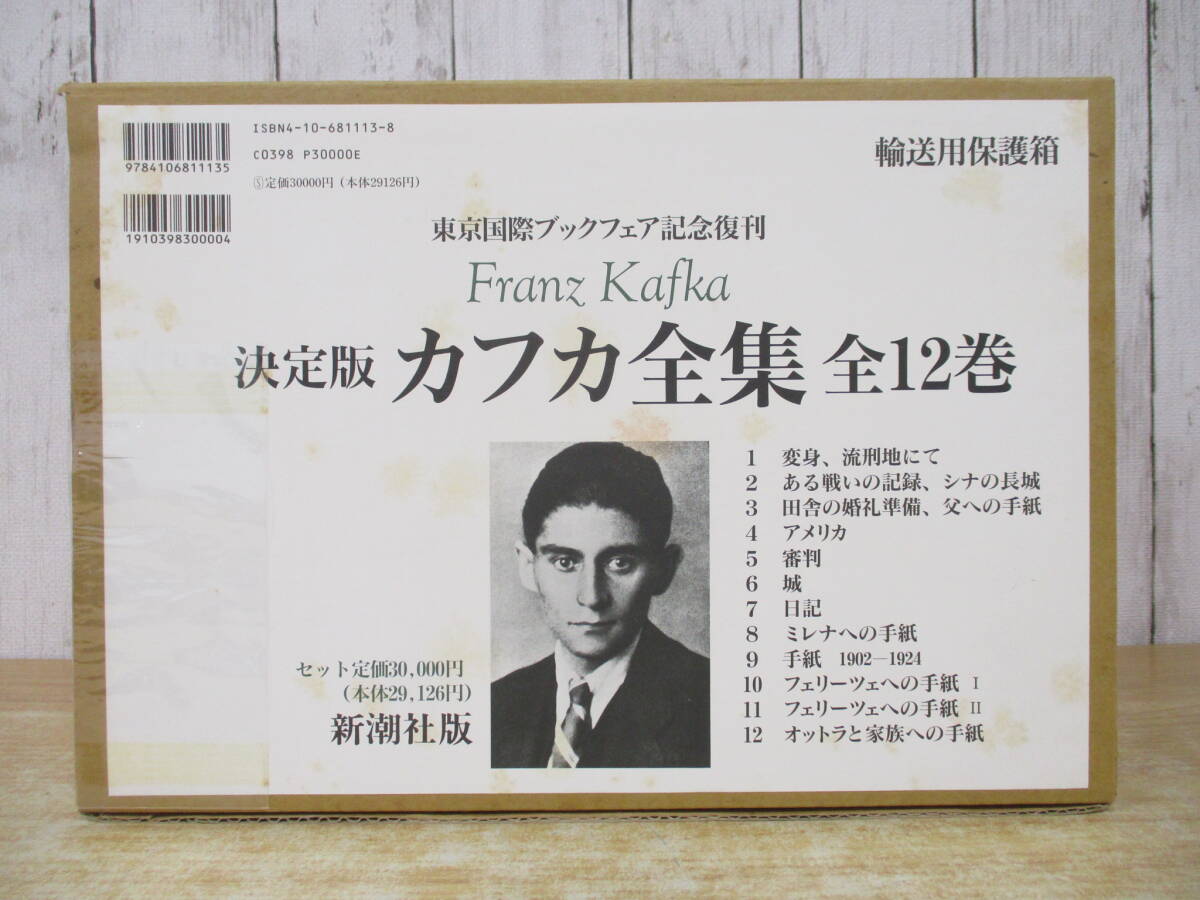 ISBN4-10-681113-8
9784106811135
C0398 P30000E
Ⓢ定価30000円（本体29126円）
1910398300004
輸送用保護箱
東京国際ブックフェア記念復刊
Franz Kafka
決定版 カフカ全集 全12巻
1 変身、流刑地にて
2 ある戦いの記録、シナの長城
3 田舎の婚礼準備、父への手紙
4 アメリカ
5 審判
6 城
7 日記
8 ミレナへの手紙
9 手紙 1902―1924
10 フェリーツェへの手紙 I
11 フェリーツェへの手紙 II
12 オットラと家族への手紙
セット定価30,000円
（本体29,126円）
新潮社版